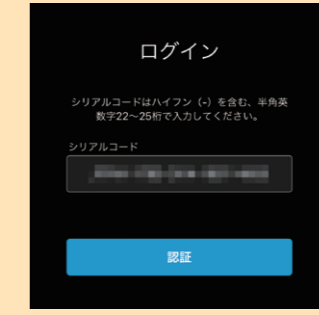 ログイン
シリアルコードはハイフン（-）を含む、半角英
数字22〜25桁で入力してください。
シリアルコード
認証